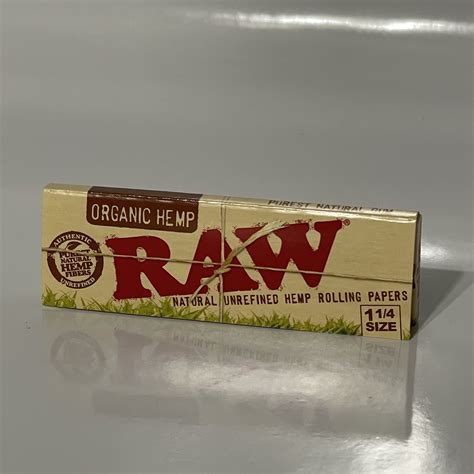 PUREST NATURAL GUM
ORGANIC HEMP
AUTHENTIC
PUREST
NATURAL
HEMP
FIBERS
UNREFINED
RAW®
NATURAL UNREFINED HEMP ROLLING PAPERS
1 1/4
SIZE